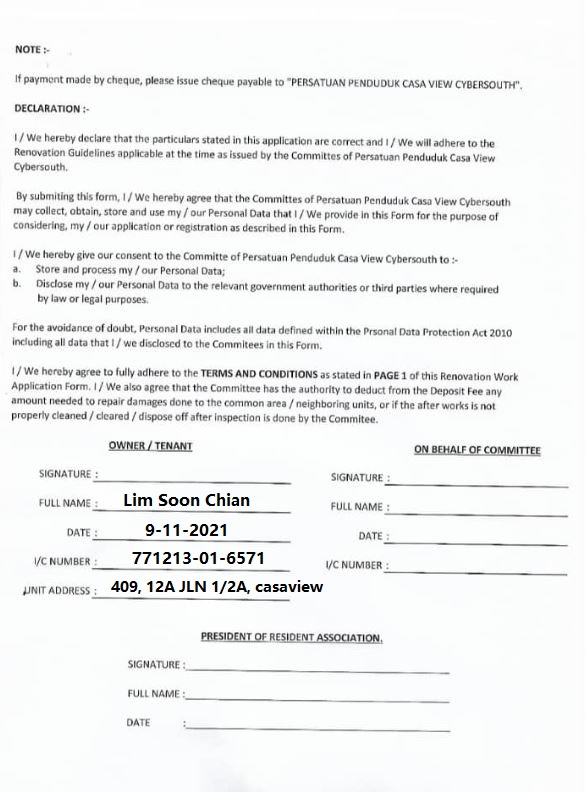 NOTE :-
If payment made by cheque, please issue cheque payable to "PERSATUAN PENDUDUK CASA VIEW CYBERSOUTH".
DECLARATION :-
I / We hereby declare that the particulars stated in this application are correct and I / We will adhere to the
Renovation Guidelines applicable at the time as issued by the Committes of Persatuan Penduduk Casa View
Cybersouth.
By submiting this form, I / We hereby agree that the Committes of Persatuan Penduduk Casa View Cybersouth
may collect, obtain, store and use my / our Personal Data that I / We provide in this Form for the purpose of
considering, my / our application or registration as described in this Form.
I / We hereby give our consent to the Committe of Persatuan Penduduk Casa View Cybersouth to :-
a. Store and process my / our Personal Data;
b. Disclose my / our Personal Data to the relevant government authorities or third parties where required
by law or legal purposes.
For the avoidance of doubt, Personal Data includes all data defined within the Prsonal Data Protection Act 2010
including all data that I / we disclosed to the Commitees in this Form.
I / We hereby agree to fully adhere to the TERMS AND CONDITIONS as stated in PAGE 1 of this Renovation Work
Application Form. I / We also agree that the Committee has the authority to deduct from the Deposit Fee any
amount needed to repair damages done to the common area / neighboring units, or if the after works is not
properly cleaned / cleared / dispose off after inspection is done by the Commitee.
OWNER / TENANT
SIGNATURE :
FULL NAME : Lim Soon Chian
DATE : 9-11-2021
I/C NUMBER : 771213-01-6571
UNIT ADDRESS : 409, 12A JLN 1/2A, casaview
ON BEHALF OF COMMITTEE
SIGNATURE :
FULL NAME :
DATE :
I/C NUMBER :
PRESIDENT OF RESIDENT ASSOCIATION.
SIGNATURE :
FULL NAME :
DATE :